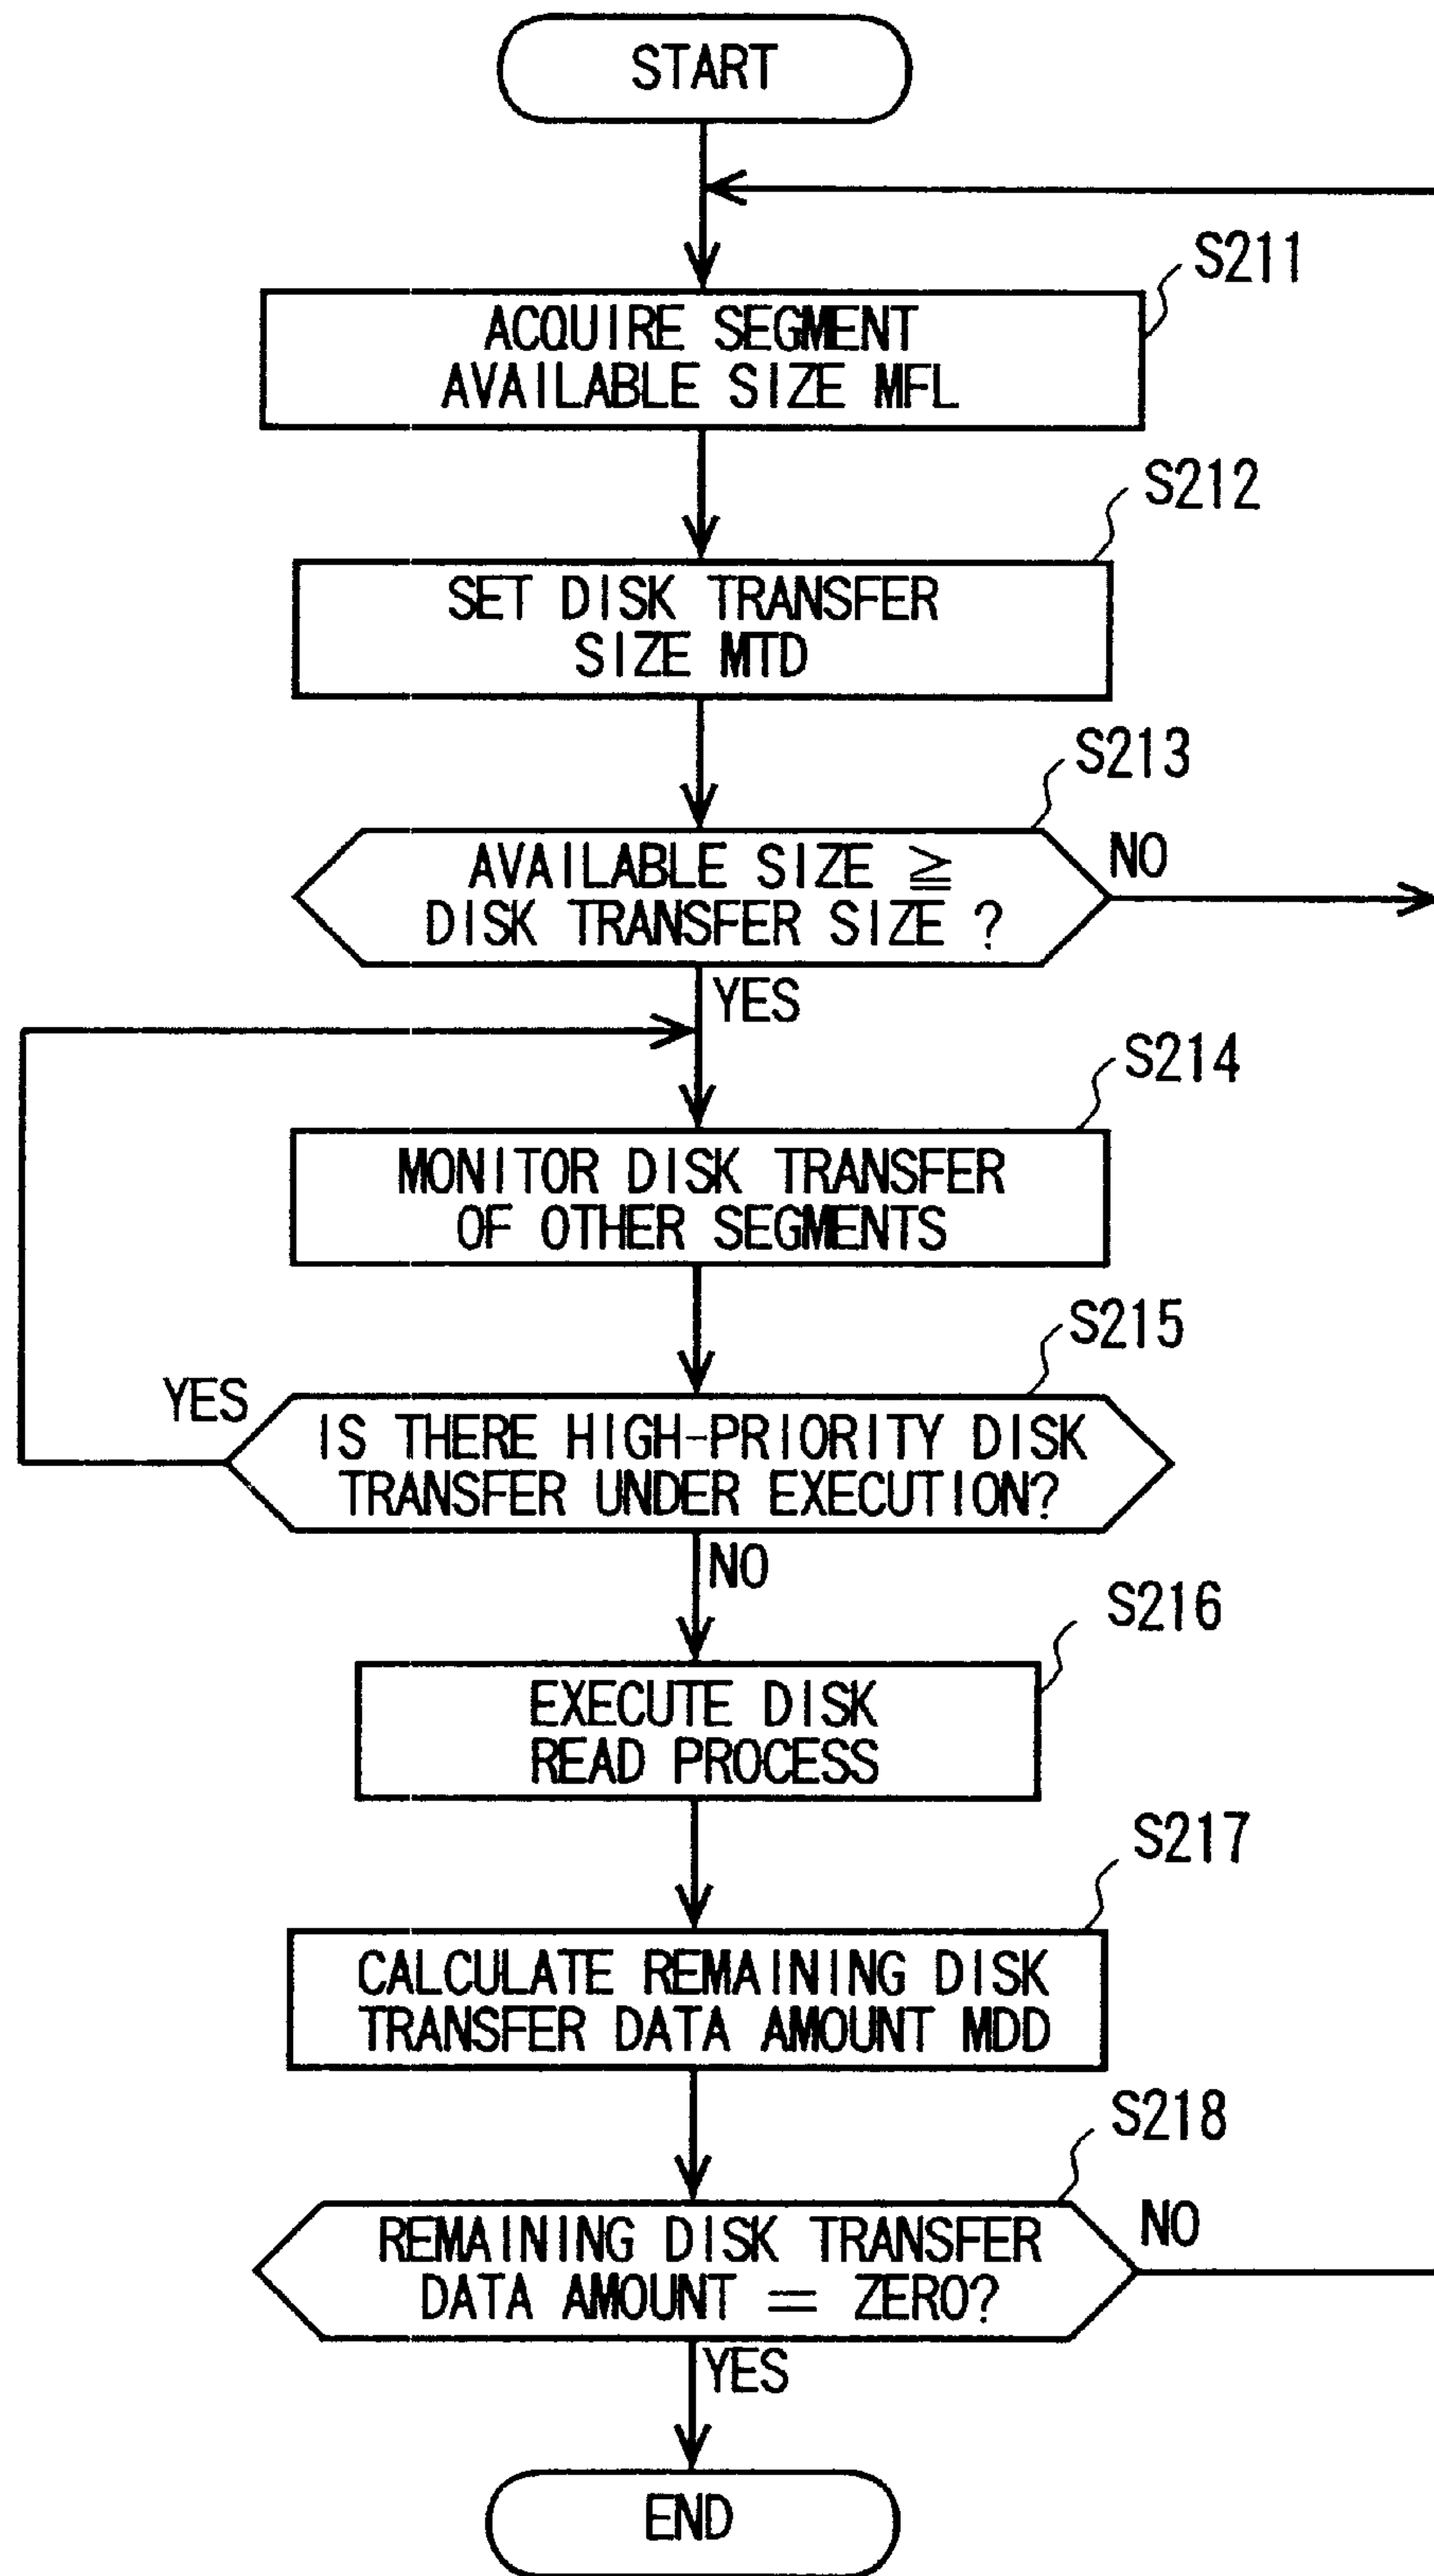 START
S211
ACQUIRE SEGMENT
AVAILABLE SIZE MFL
S212
SET DISK TRANSFER
SIZE MTD
S213
AVAILABLE SIZE ≧
DISK TRANSFER SIZE ?
NO
YES
S214
MONITOR DISK TRANSFER
OF OTHER SEGMENTS
S215
YES
IS THERE HIGH-PRIORITY DISK
TRANSFER UNDER EXECUTION?
NO
S216
EXECUTE DISK
READ PROCESS
S217
CALCULATE REMAINING DISK
TRANSFER DATA AMOUNT MDD
S218
REMAINING DISK TRANSFER
DATA AMOUNT = ZERO?
NO
YES
END